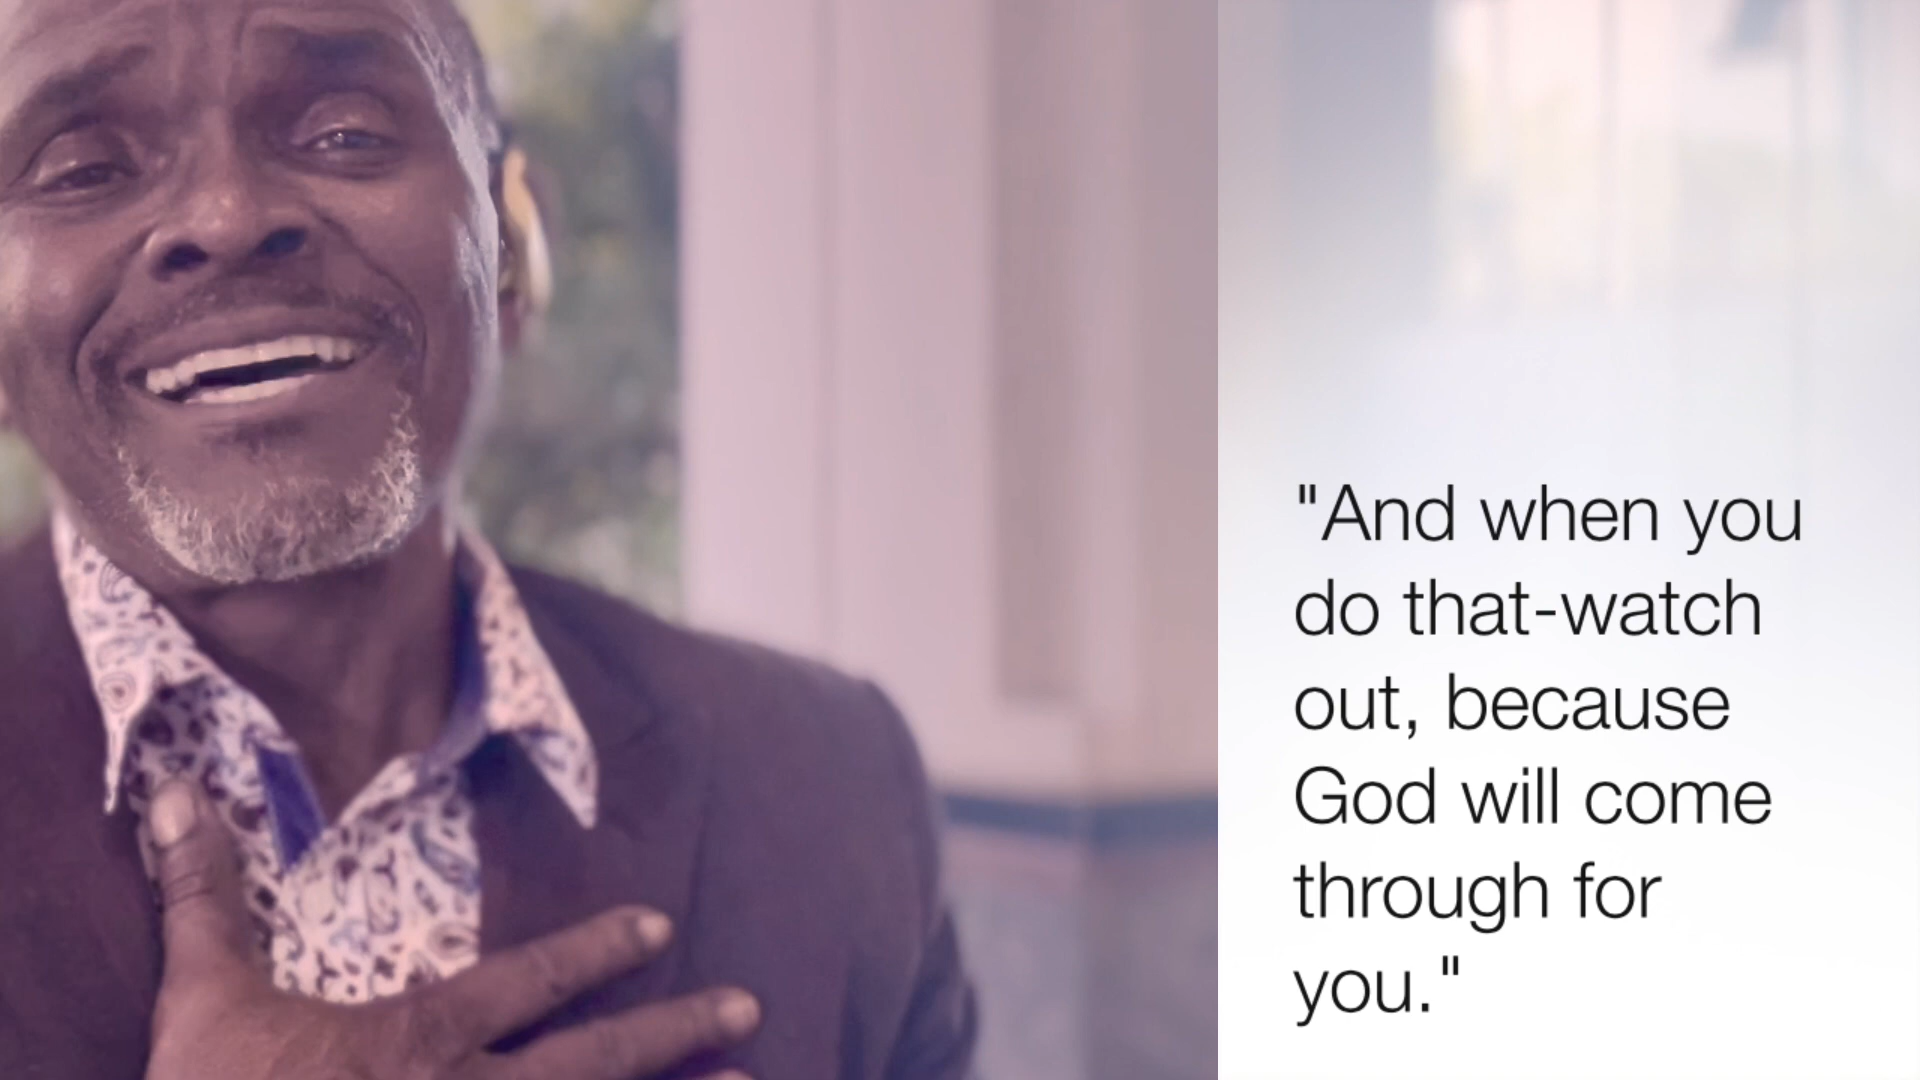 "And when you
do that-watch
out, because
God will come
through for
you."